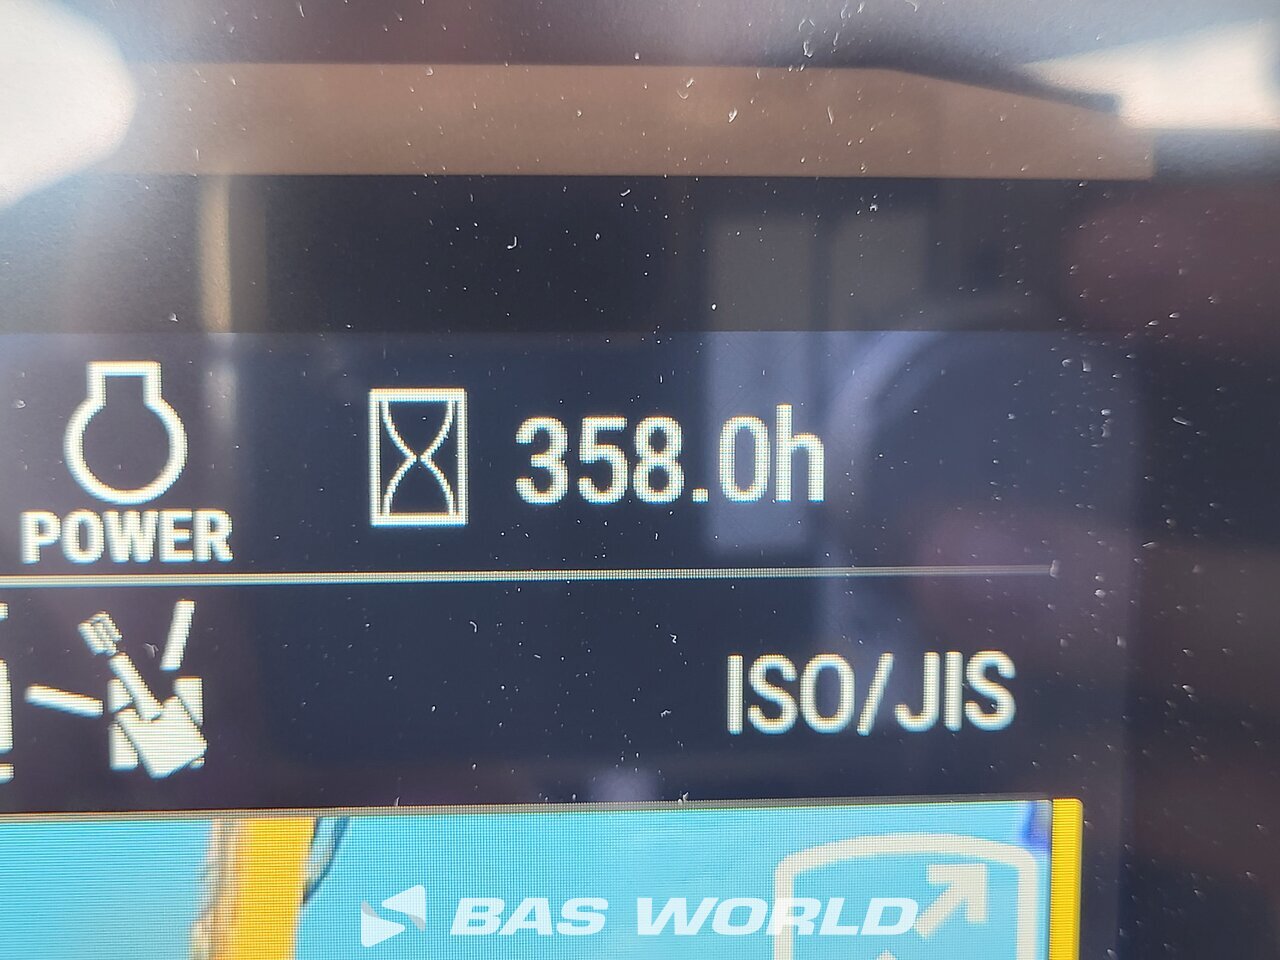 358.0h
POWER
ISO/JIS
BAS WORLD